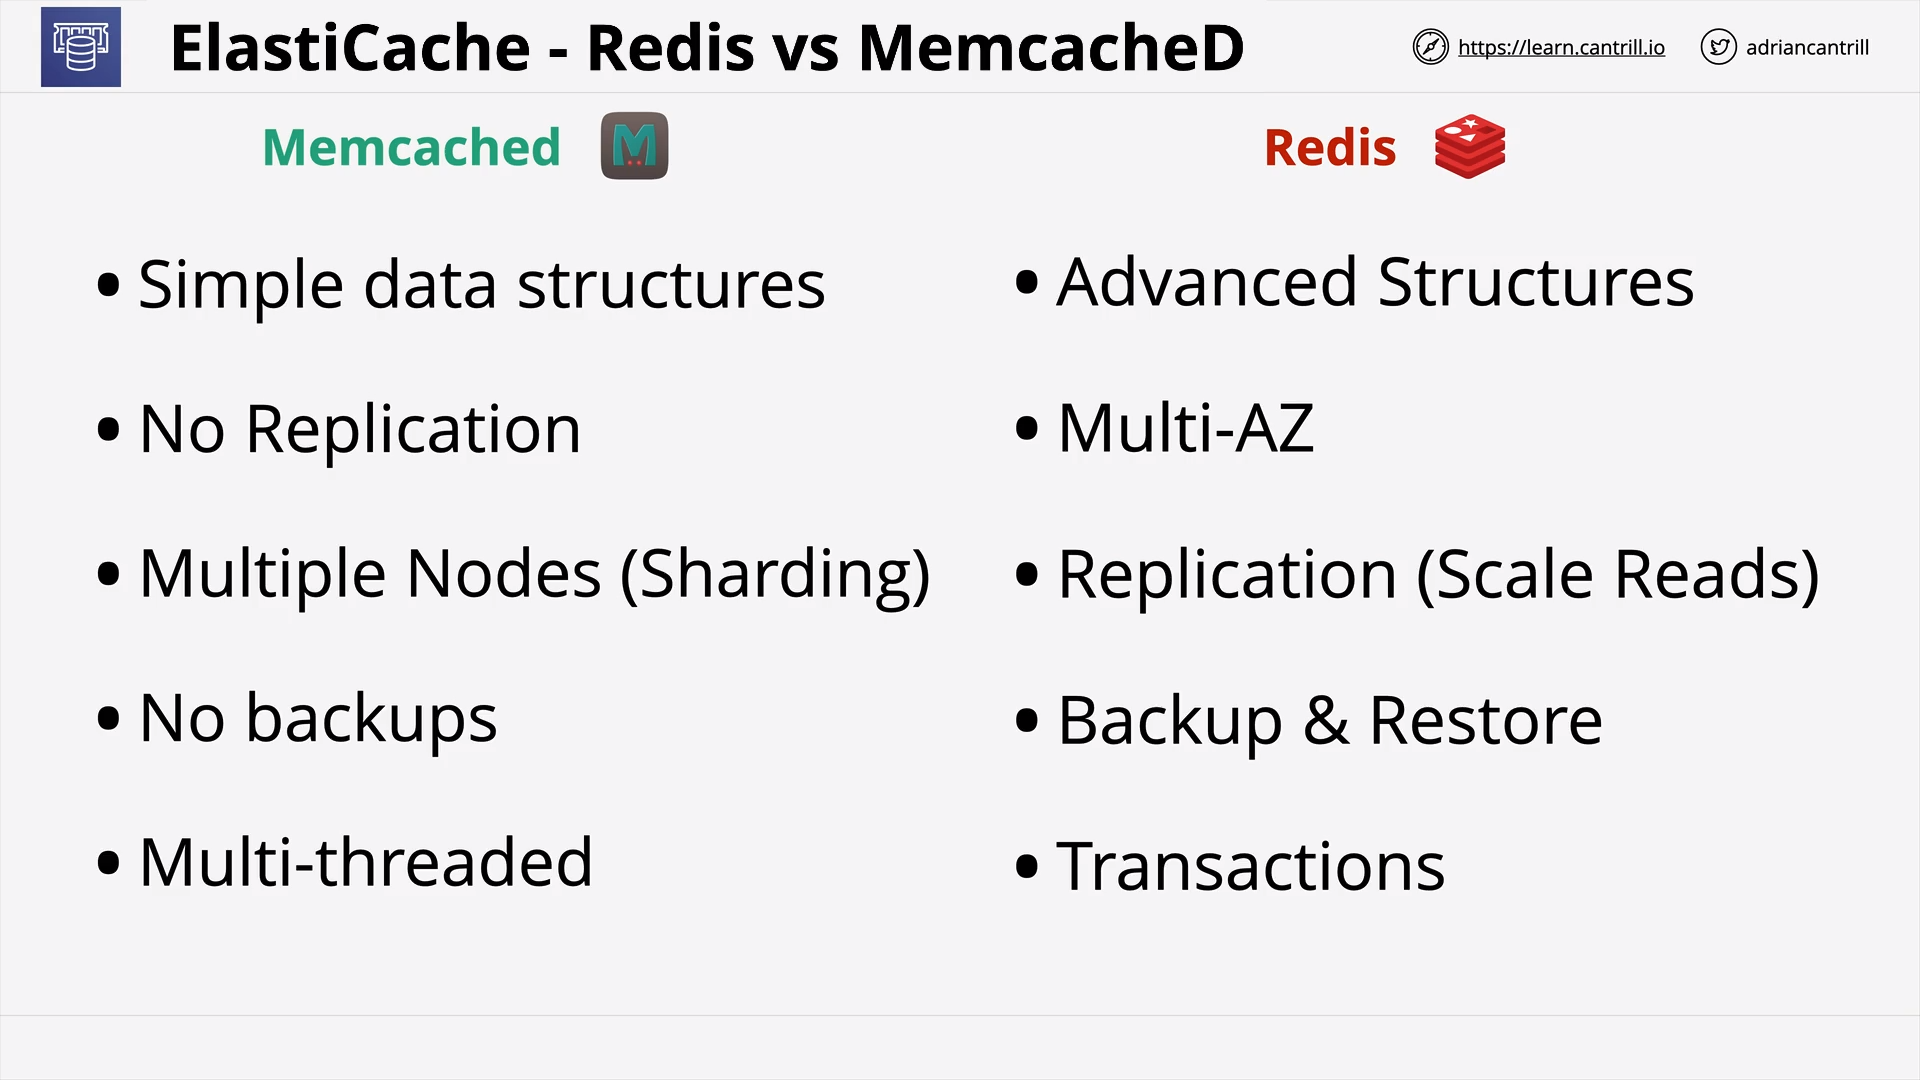 ElastiCache - Redis vs MemcacheD
https://learn.cantrill.io
adriancantrill
Memcached
• Simple data structures
• No Replication
• Multiple Nodes (Sharding)
• No backups
• Multi-threaded
Redis
• Advanced Structures
• Multi-AZ
• Replication (Scale Reads)
• Backup & Restore
• Transactions